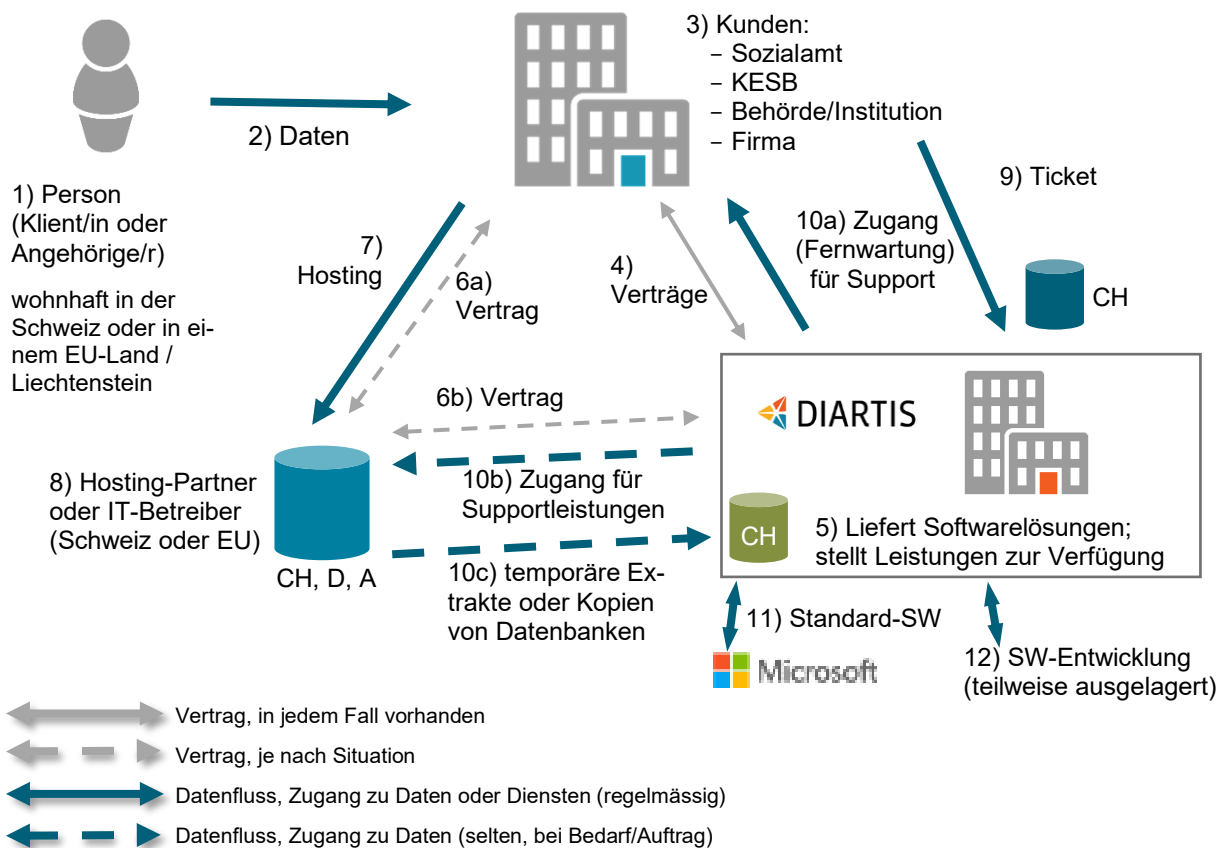 3) Kunden:
– Sozialamt
– KESB
– Behörde/Institution
– Firma
2) Daten
1) Person
(Klient/in oder
Angehörige/r)
wohnhaft in der
Schweiz oder in ei-
nem EU-Land /
Liechtenstein
7)
Hosting
6a)
Vertrag
4)
Verträge
10a) Zugang
(Fernwartung)
für Support
9) Ticket
CH
6b) Vertrag
DIARTIS
8) Hosting-Partner
oder IT-Betreiber
(Schweiz oder EU)
CH, D, A
10b) Zugang für
Supportleistungen
CH
5) Liefert Softwarelösungen;
stellt Leistungen zur Verfügung
10c) temporäre Ex-
trakte oder Kopien
von Datenbanken
11) Standard-SW
Microsoft
12) SW-Entwicklung
(teilweise ausgelagert)
Vertrag, in jedem Fall vorhanden
Vertrag, je nach Situation
Datenfluss, Zugang zu Daten oder Diensten (regelmässig)
Datenfluss, Zugang zu Daten (selten, bei Bedarf/Auftrag)